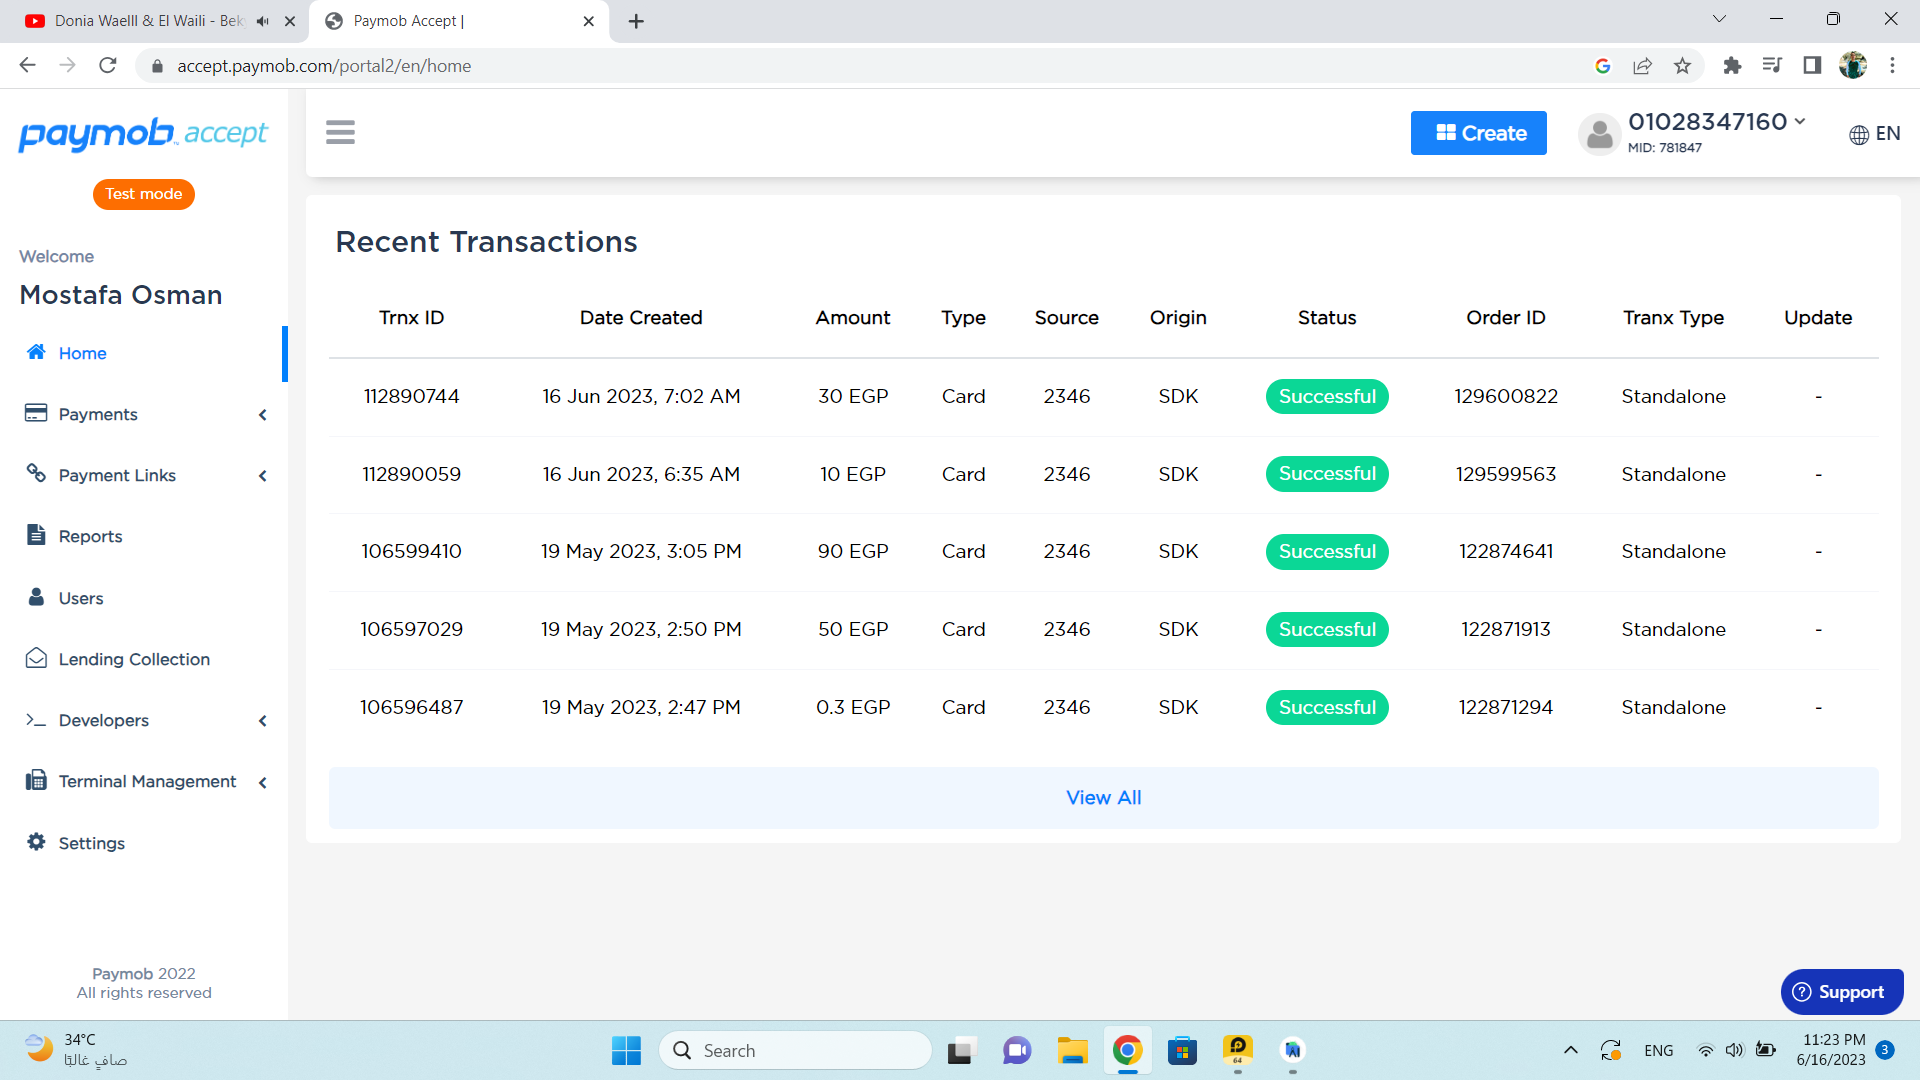 Donia Waelll & El Waili - Bek
Paymob Accept |
accept.paymob.com/portal2/en/home
paymob accept
Test mode
Welcome
Mostafa Osman
Home
Payments
Payment Links
Reports
Users
Lending Collection
Developers
Terminal Management
Settings
Paymob 2022
All rights reserved
Create
01028347160
MID: 781847
EN
Recent Transactions
Trnx ID Date Created Amount Type Source Origin Status Order ID Tranx Type Update
112890744 16 Jun 2023, 7:02 AM 30 EGP Card 2346 SDK Successful 129600822 Standalone -
112890059 16 Jun 2023, 6:35 AM 10 EGP Card 2346 SDK Successful 129599563 Standalone -
106599410 19 May 2023, 3:05 PM 90 EGP Card 2346 SDK Successful 122874641 Standalone -
106597029 19 May 2023, 2:50 PM 50 EGP Card 2346 SDK Successful 122871913 Standalone -
106596487 19 May 2023, 2:47 PM 0.3 EGP Card 2346 SDK Successful 122871294 Standalone -
View All
Support
34°C
صافٍ غالبًا
Search
64
ENG
11:23 PM
6/16/2023
3